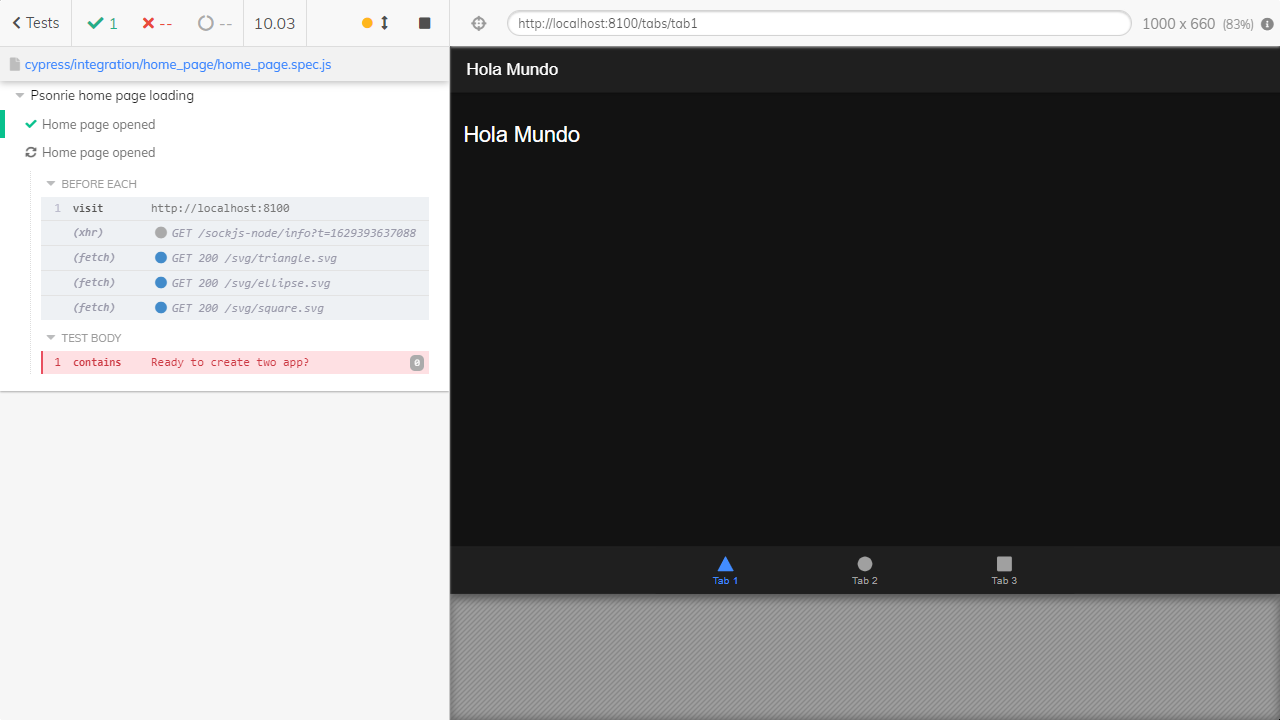 Tests 1 -- -- 10.03
cypress/integration/home_page/home_page.spec.js
Psonrie home page loading
Home page opened
Home page opened
BEFORE EACH
1 visit http://localhost:8100
(xhr) GET /sockjs-node/info?t=1629393637088
(fetch) GET 200 /svg/triangle.svg
(fetch) GET 200 /svg/ellipse.svg
(fetch) GET 200 /svg/square.svg
TEST BODY
1 contains Ready to create two app? 0
http://localhost:8100/tabs/tab1 1000 x 660 (83%)
Hola Mundo
Hola Mundo
Tab 1 Tab 2 Tab 3